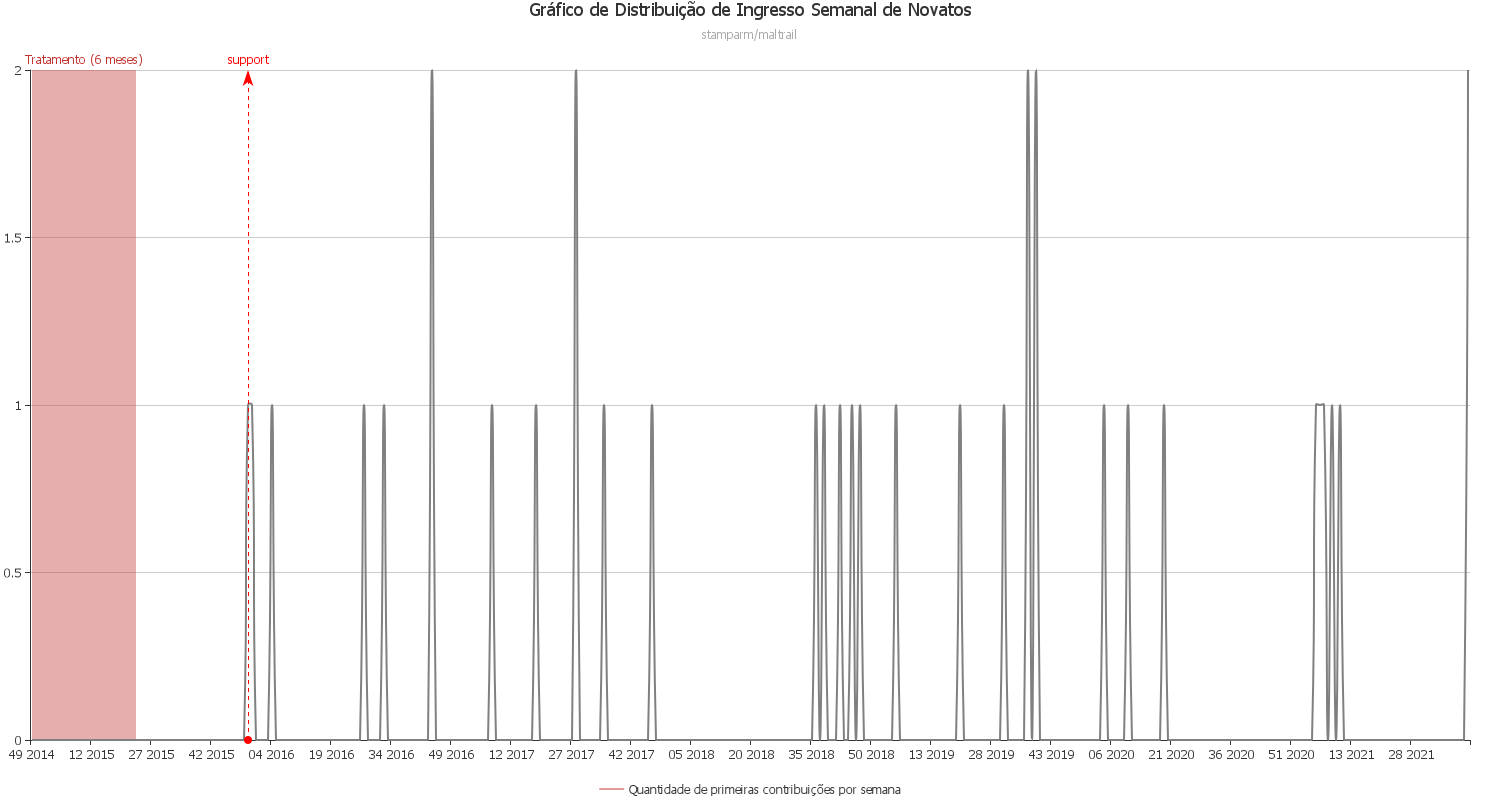 Gráfico de Distribuição de Ingresso Semanal de Novatos
stamparm/maltrail
Tratamento (6 meses)
support
2
1.5
1
0.5
0
49 2014 12 2015 27 2015 42 2015 04 2016 19 2016 34 2016 49 2016 12 2017 27 2017 42 2017 05 2018 20 2018 35 2018 50 2018 13 2019 28 2019 43 2019 06 2020 21 2020 36 2020 51 2020 13 2021 28 2021
Quantidade de primeiras contribuições por semana